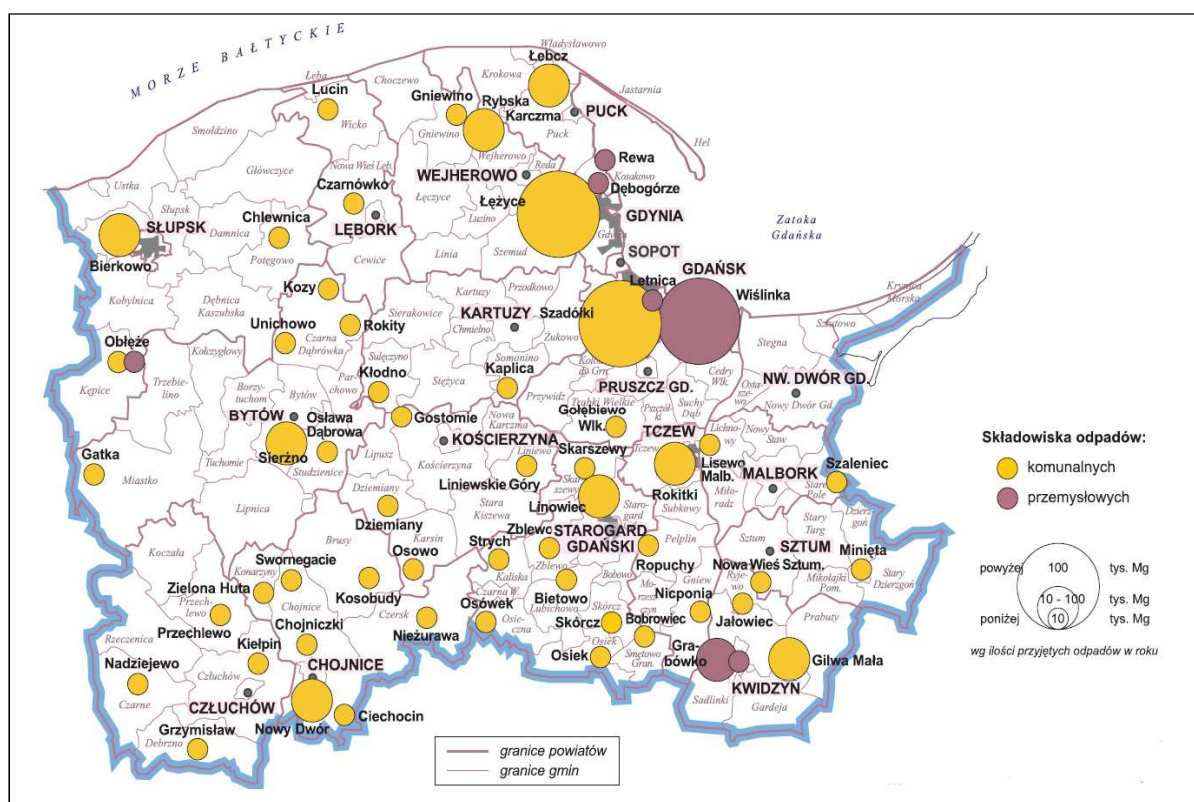 MORZE BAŁTYCKIE
Władysławowo
Łebcz
Łeba
Choczewo
Krokowa
Lucin
Gniewino
Rybska
Karczma
PUCK
Jastarnia
Wicko
Smołdzino
Gniewino
Puck
Hel
Wejherowo
Reda
Rewa
Nowa Wieś Łęb.
WEJHEROWO
Kosakowo
Dębogórze
Główczyce
Ustka
Czarnówko
Łęczyce
Łężyce
Słupsk
SŁUPSK
Chlewnica
LĘBORK
Luzino
GDYNIA
Zatoka
Gdańska
Damnica
Gdynia
Bierkowo
Potęgowo
Cewice
Linia
Szemud
SOPOT
GDAŃSK
Letnica
Kobylnica
Dębnica
Kaszubska
Kozy
Kartuzy
Przodkowo
Wiślinka
Krynica
Morska
Sierakowice
KARTUZY
Szadółki
Unichowo
Rokity
Chmielno
Żukowo
Sztutowo
Obłęże
Czarna
Dąbrówka
Stegna
Kołczygłowy
Sulęczyno
Somonino
Kolbudy Grn.
Cedry
Wlk.
Kępice
Trzebielino
Borzytuchom
Bytów
Parchowo
Kłodno
Stężyca
Kaplica
PRUSZCZ GD.
NW. DWÓR GD.
Przywidz
Trąbki Wielkie
Suchy
Dąb
Ostaszewo
Nowy Dwór Gd.
BYTÓW
Osława
Dąbrowa
Gostomie
Nowa
Karczma
Gołębiewo
Wlk.
Pszczółki
TCZEW
Lichnowy
Nowy
Staw
Sierżno
KOŚCIERZYNA
Skarszewy
Tczew
Gatka
Tuchomie
Studzienice
Lipusz
Kościerzyna
Liniewo
Lisewo
Malb.
MALBORK
Szaleniec
Miastko
Liniewskie Góry
Skarszewy
Rokitki
Stare
Pole
Lipnica
Dziemiany
Linowiec
Subkowy
Miłoradz
Dziemiany
Stara
Kiszewa
Starogard
Dzierzgoń
Zblewo
STAROGARD
GDAŃSKI
Stary
Targ
Koczała
Brusy
Karsin
Strych
Pelplin
Sztum
SZTUM
Swornegacie
Osowo
Zblewo
Ropuchy
Minięta
Konarzyny
Kaliska
Bobowo
Gniew
Nowa Wieś Sztum.
Zielona Huta
Kosobudy
Czarna W.
Bietowo
Morzeszczyn
Nicponia
Ryjewo
Mikołajki
Pom.
Stary
Dzierzgoń
Przechlewo
Chojnice
Czersk
Osówek
Lubichowo
Skórcz
Rzeczenica
Przechlewo
Chojniczki
Nieżurawa
Osieczna
Skórcz
Bobrowiec
Jałowiec
Prabuty
Kiełpin
Osiek
Grabówko
Nadziejewo
CHOJNICE
Osiek
Smętowo
Gran.
Gilwa Mała
Człuchów
KWIDZYN
Czarne
CZŁUCHÓW
Sadlinki
Gardeja
Grzymisław
Nowy Dwór
Ciechocin
Debrzno
granice powiatów
granice gmin
Składowiska odpadów:
komunalnych
przemysłowych
powyżej 100 tys. Mg
10 - 100 tys. Mg
poniżej 10 tys. Mg
wg ilości przyjętych odpadów w roku